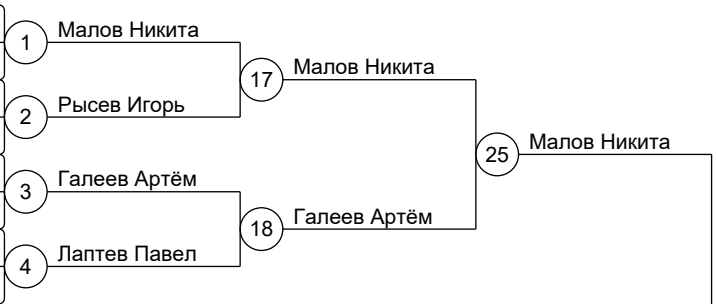 1 Малов Никита
17 Малов Никита
2 Рысев Игорь
25 Малов Никита
3 Галеев Артём
18 Галеев Артём
4 Лаптев Павел